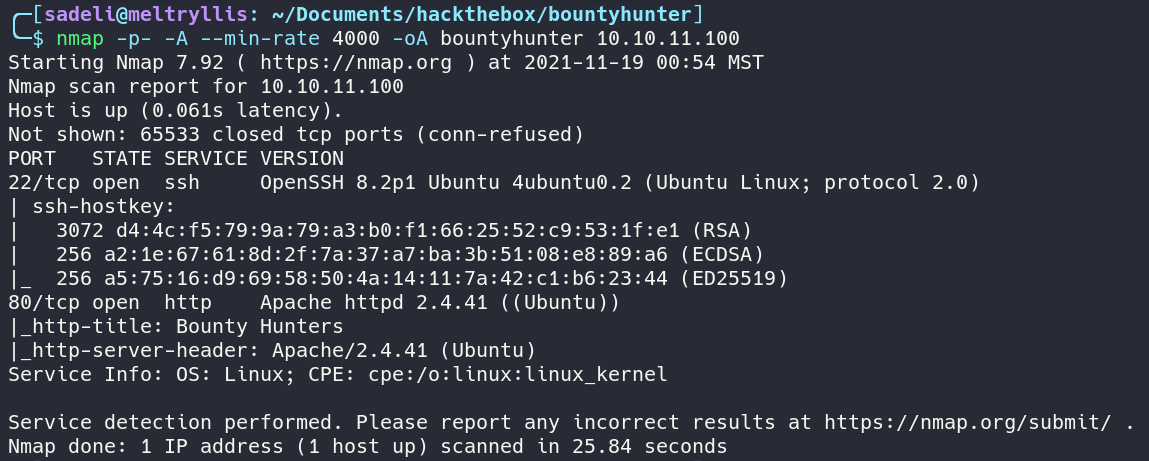 [sadeli@meltryllis: ~/Documents/hackthebox/bountyhunter]
$ nmap -p- -A --min-rate 4000 -oA bountyhunter 10.10.11.100
Starting Nmap 7.92 ( https://nmap.org ) at 2021-11-19 00:54 MST
Nmap scan report for 10.10.11.100
Host is up (0.061s latency).
Not shown: 65533 closed tcp ports (conn-refused)
PORT   STATE SERVICE VERSION
22/tcp open  ssh     OpenSSH 8.2p1 Ubuntu 4ubuntu0.2 (Ubuntu Linux; protocol 2.0)
| ssh-hostkey:
|   3072 d4:4c:f5:79:9a:79:a3:b0:f1:66:25:52:c9:53:1f:e1 (RSA)
|   256 a2:1e:67:61:8d:2f:7a:37:a7:ba:3b:51:08:e8:89:a6 (ECDSA)
|_  256 a5:75:16:d9:69:58:50:4a:14:11:7a:42:c1:b6:23:44 (ED25519)
80/tcp open  http    Apache httpd 2.4.41 ((Ubuntu))
|_http-title: Bounty Hunters
|_http-server-header: Apache/2.4.41 (Ubuntu)
Service Info: OS: Linux; CPE: cpe:/o:linux:linux_kernel

Service detection performed. Please report any incorrect results at https://nmap.org/submit/ .
Nmap done: 1 IP address (1 host up) scanned in 25.84 seconds